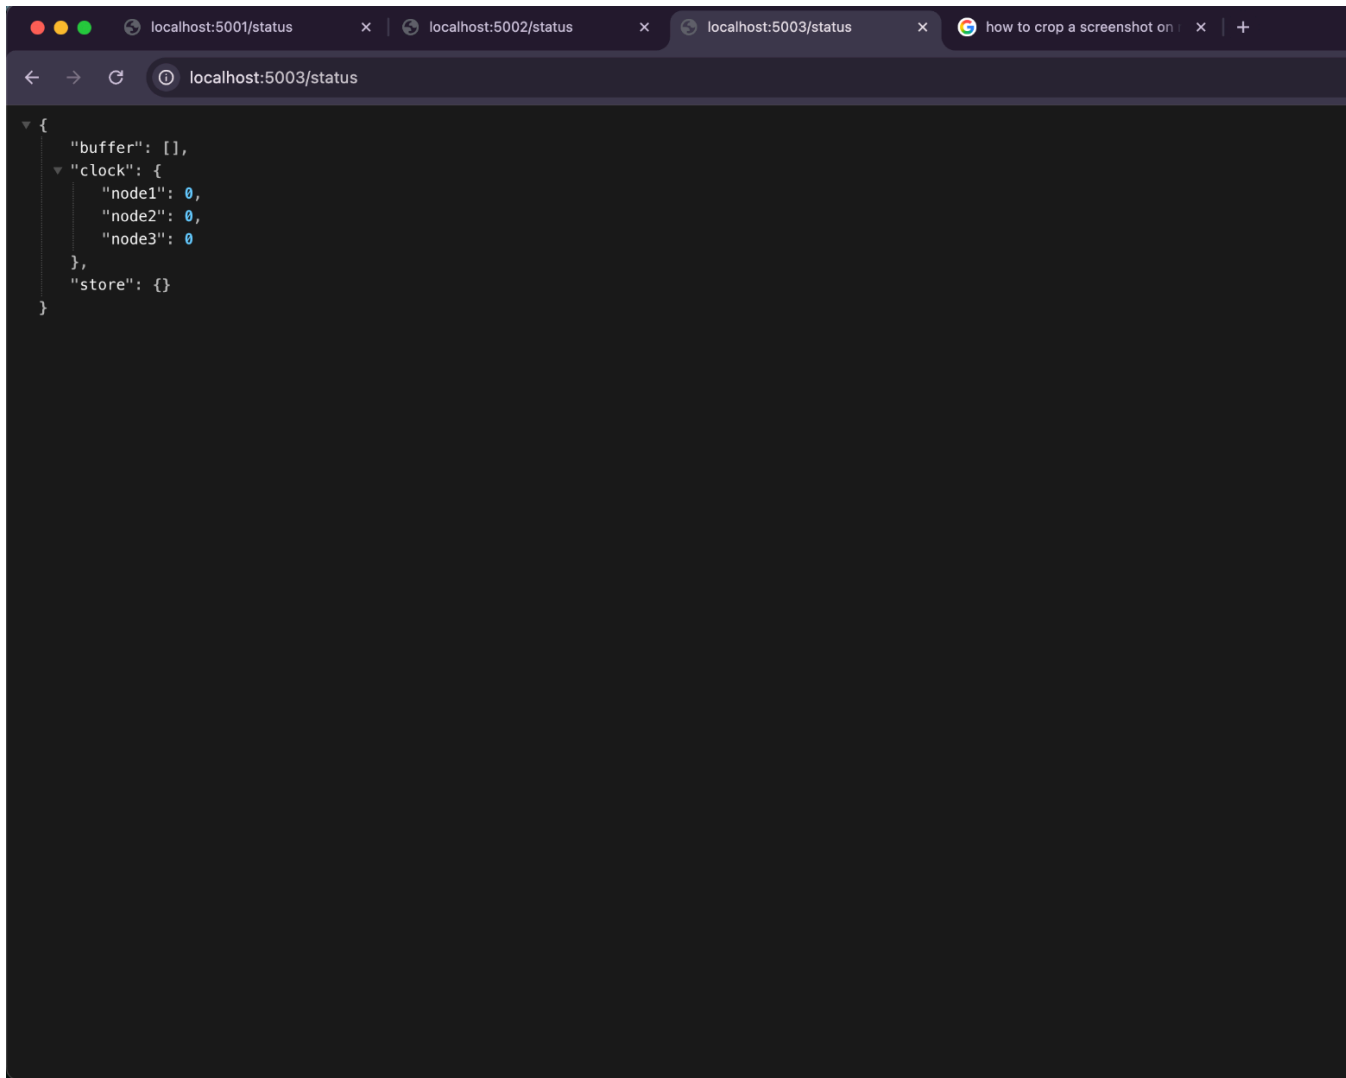 localhost:5001/status
localhost:5002/status
localhost:5003/status
how to crop a screenshot on
localhost:5003/status
{
"buffer": [],
"clock": {
"node1": 0,
"node2": 0,
"node3": 0
},
"store": {}
}